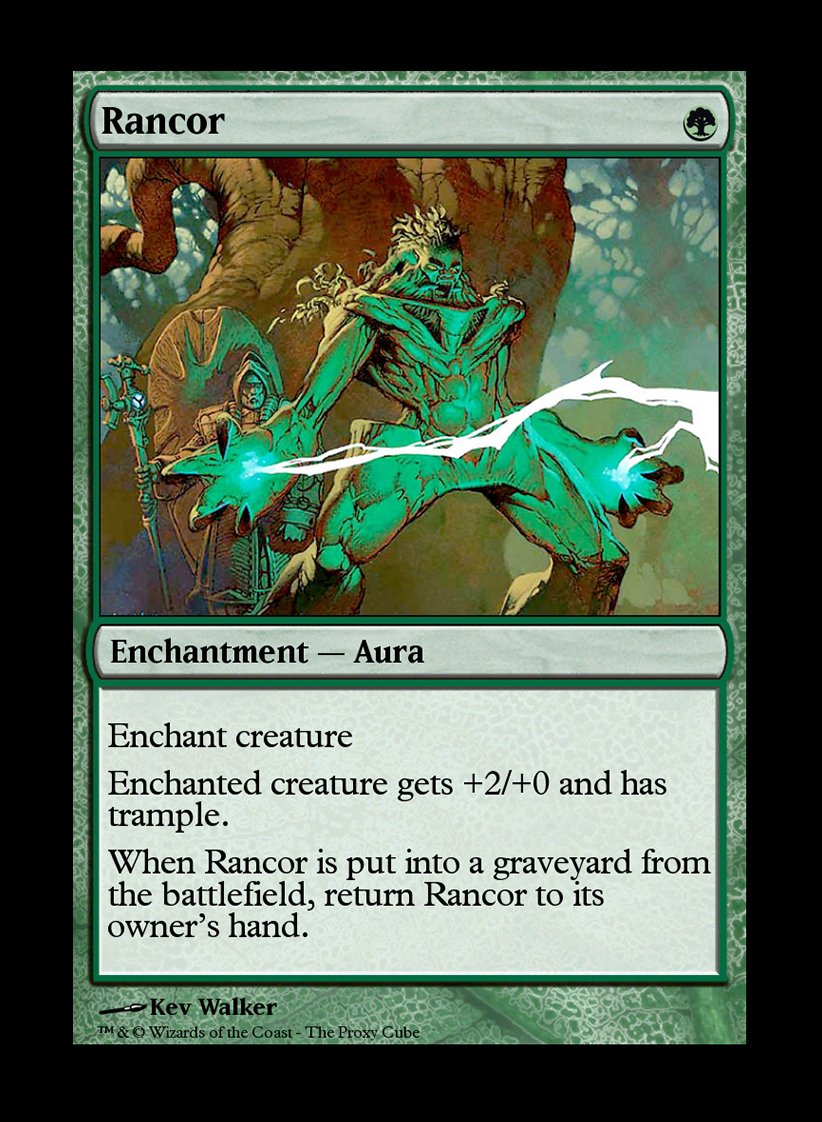 Rancor
Enchantment — Aura
Enchant creature
Enchanted creature gets +2/+0 and has
trample.
When Rancor is put into a graveyard from
the battlefield, return Rancor to its
owner's hand.
Kev Walker
™ & © Wizards of the Coast - The Proxy Cube